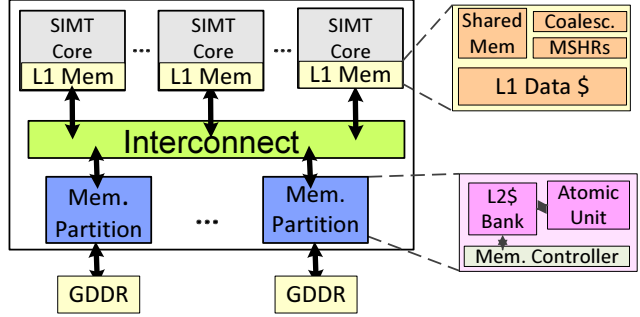 SIMT
Core
L1 Mem
...
SIMT
Core
L1 Mem
...
SIMT
Core
L1 Mem
Shared
Mem
Coalesc.
MSHRs
L1 Data $
Interconnect
Mem.
Partition
...
Mem.
Partition
L2$
Bank
Atomic
Unit
Mem. Controller
GDDR
GDDR